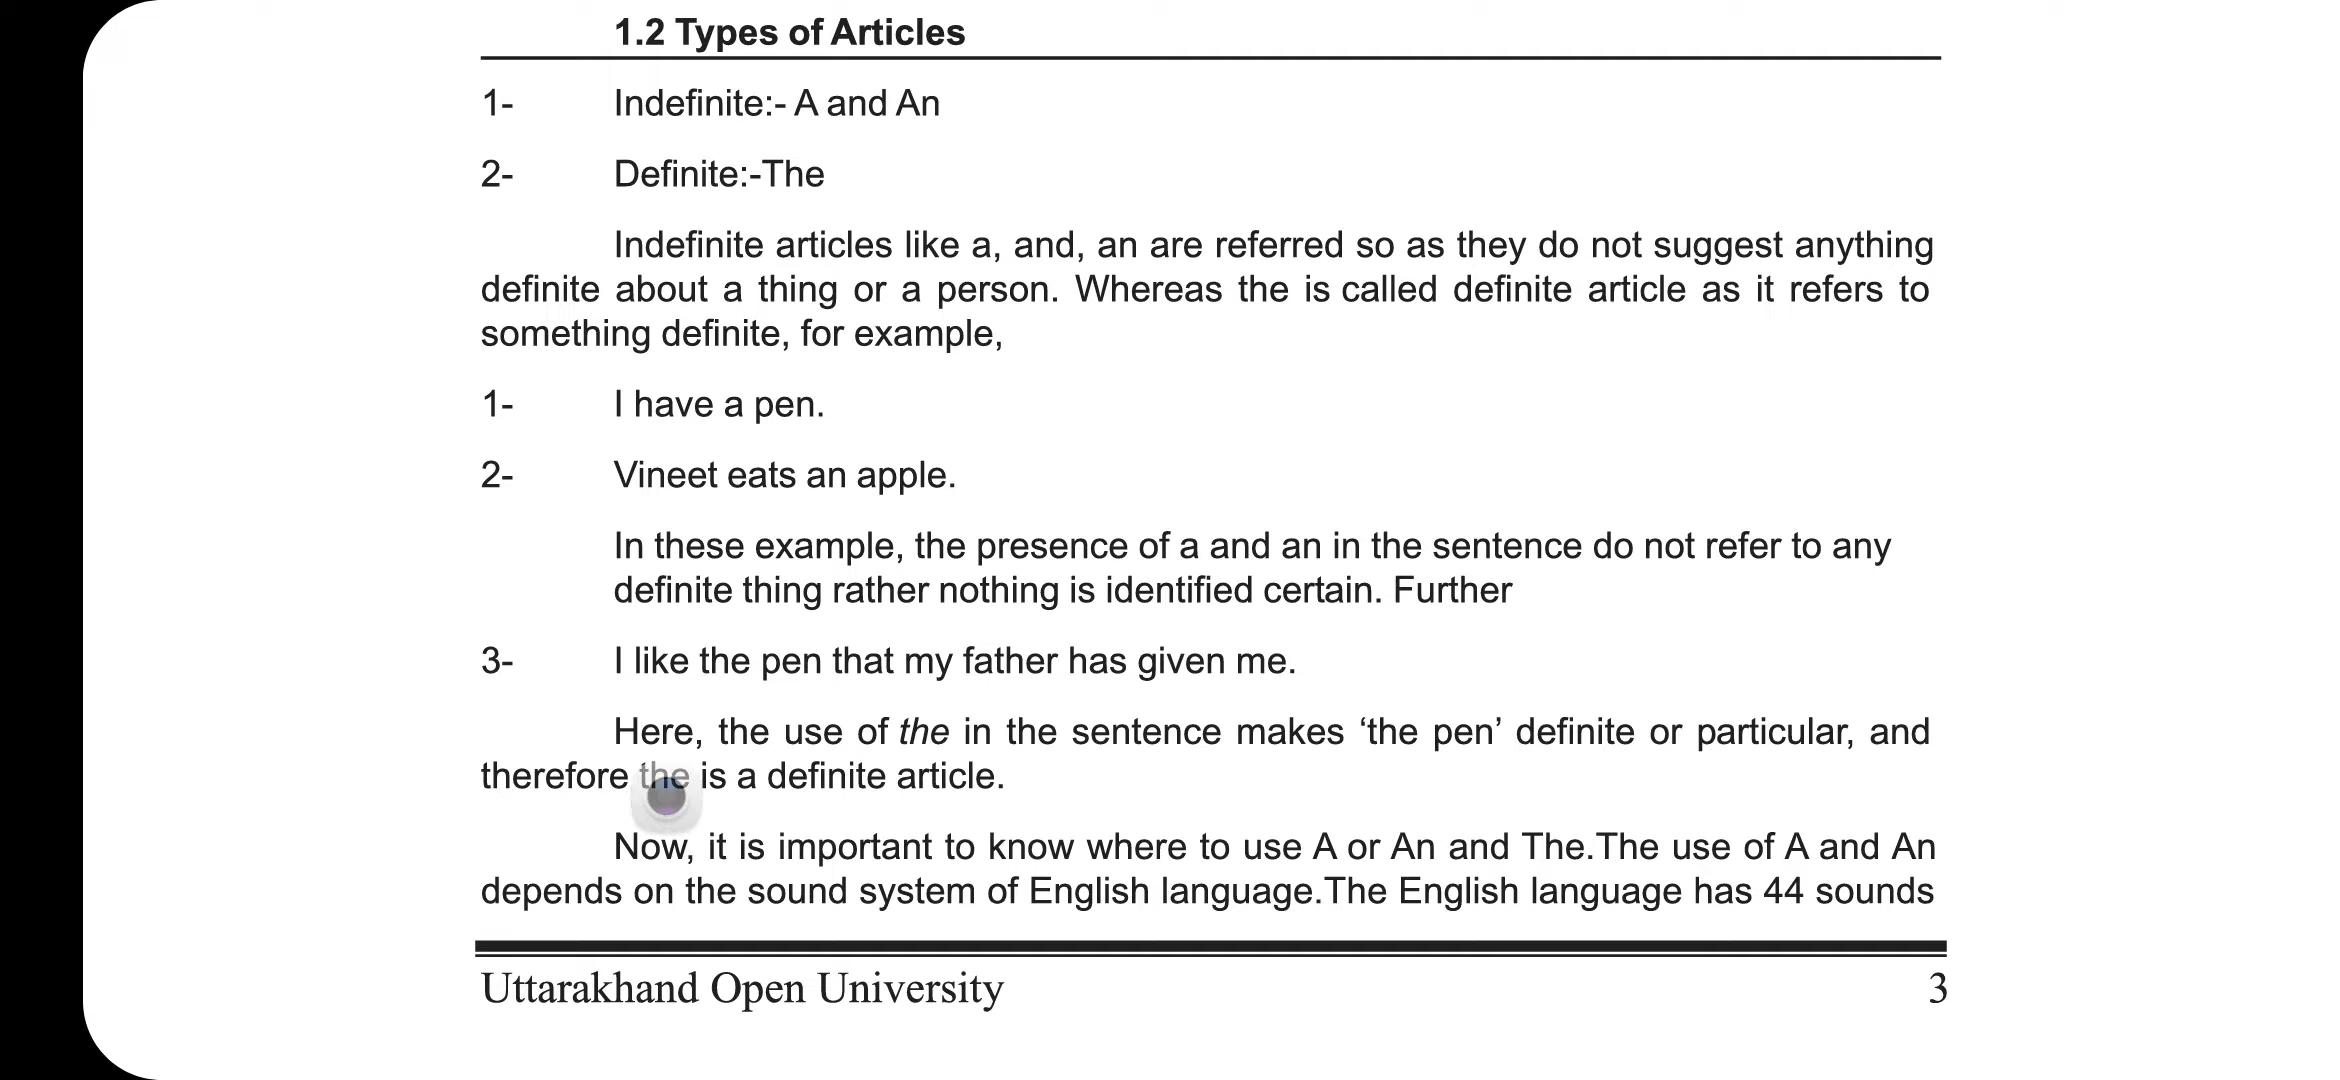 1.2 Types of Articles
1- Indefinite:- A and An
2- Definite:-The
Indefinite articles like a, and, an are referred so as they do not suggest anything
definite about a thing or a person. Whereas the is called definite article as it refers to
something definite, for example,
1- I have a pen.
2- Vineet eats an apple.
In these example, the presence of a and an in the sentence do not refer to any
definite thing rather nothing is identified certain. Further
3- I like the pen that my father has given me.
Here, the use of the in the sentence makes ‘the pen’ definite or particular, and
therefore the is a definite article.
Now, it is important to know where to use A or An and The.The use of A and An
depends on the sound system of English language.The English language has 44 sounds
Uttarakhand Open University 3